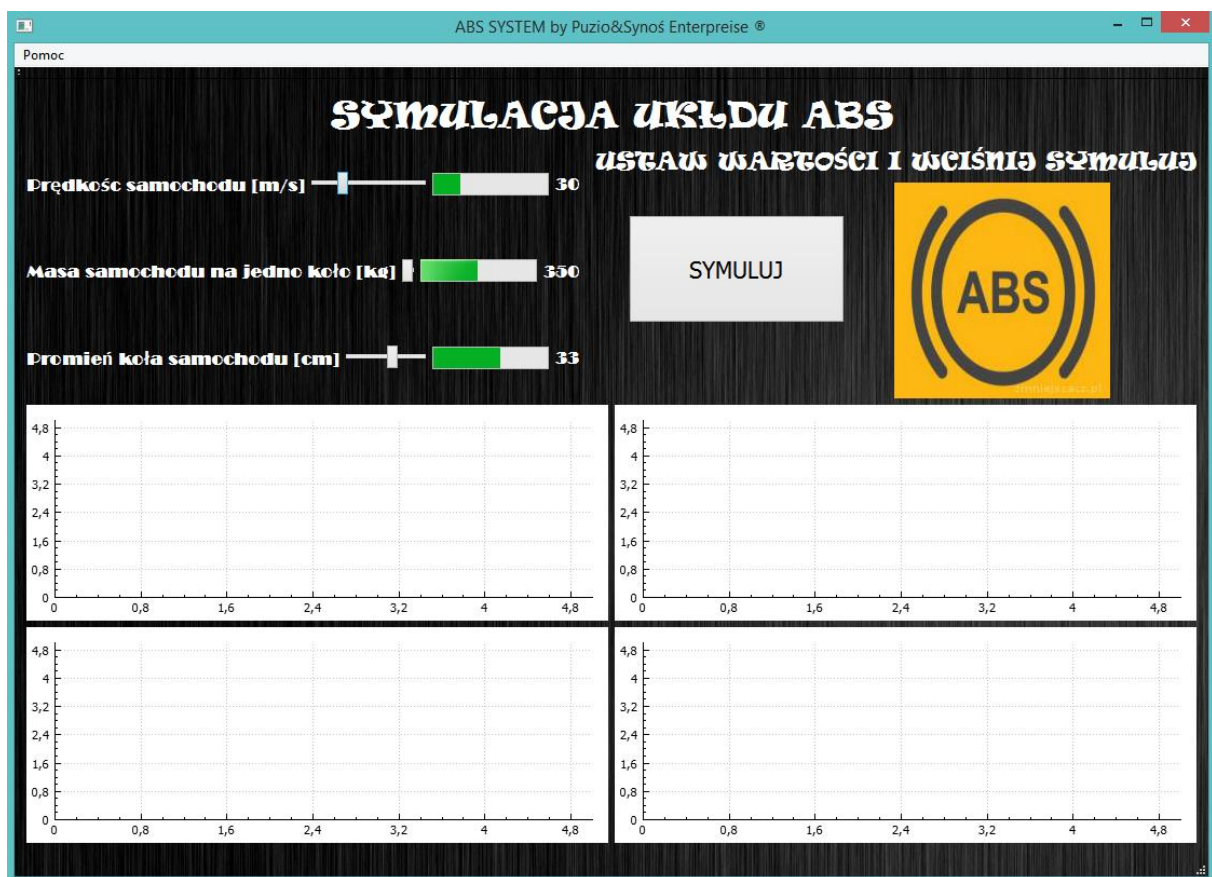 ABS SYSTEM by Puzio&Synoś Enterpreise ®
Pomoc
SYMULACJA UKŁDU ABS
USTAW WARTOŚCI I WCIŚNIJ SYMULUJ
Prędkośc samochodu [m/s] 30
Masa samochodu na jedno koło [kg] 350
SYMULUJ
ABS
Promień koła samochodu [cm] 33
zmniejszacz.pl
4,8 4,8
4 4
3,2 3,2
2,4 2,4
1,6 1,6
0,8 0,8
0 0
0 0,8 1,6 2,4 3,2 4 4,8 0 0,8 1,6 2,4 3,2 4 4,8
4,8 4,8
4 4
3,2 3,2
2,4 2,4
1,6 1,6
0,8 0,8
0 0
0 0,8 1,6 2,4 3,2 4 4,8 0 0,8 1,6 2,4 3,2 4 4,8